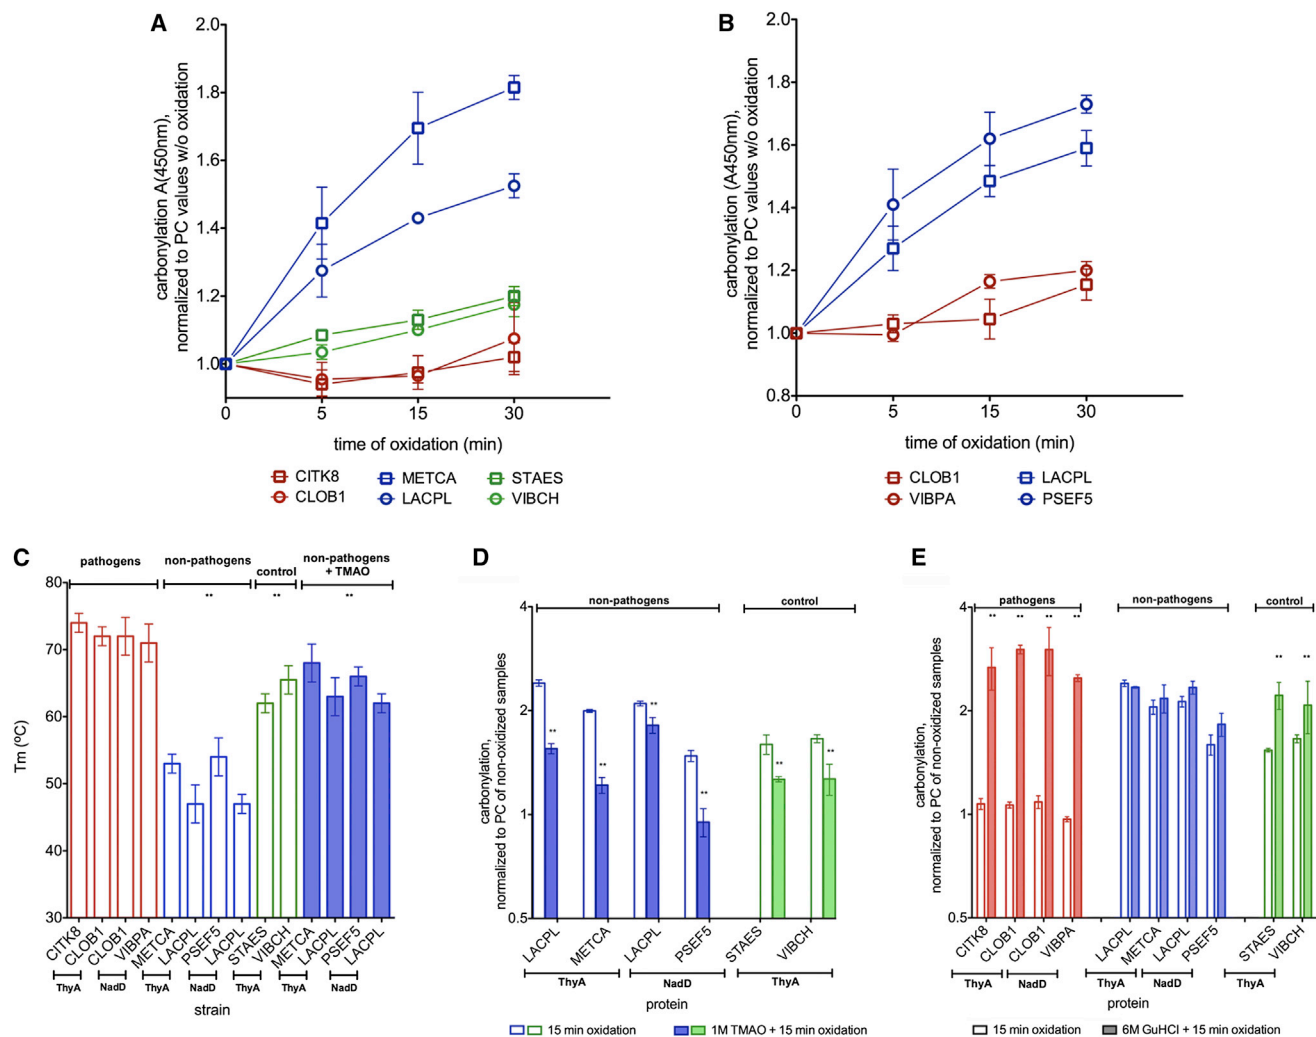 A
2.0
1.8
1.6
1.4
1.2
1.0
carbonylation A(450nm),
normalized to PC values w/o oxidation
0
5
15
30
time of oxidation (min)
CITK8
METCA
STAES
CLOB1
LACPL
VIBCH
B
2.0
1.8
1.6
1.4
1.2
1.0
0.8
carbonylation (A450nm),
normalized to PC values w/o oxidation
0
5
15
30
time of oxidation (min)
CLOB1
LACPL
VIBPA
PSEF5
C
pathogens
non-pathogens
control
non-pathogens
+ TMAO
**
**
**
80
70
60
50
40
30
Tm (ºC)
CITK8
CLOB1
CLOB1
VIBPA
METCA
LACPL
PSEF5
LACPL
STAES
VIBCH
METCA
LACPL
PSEF5
LACPL
ThyA
NadD
ThyA
NadD
ThyA
ThyA
NadD
strain
D
non-pathogens
control
4
2
1
0.5
carbonylation,
normalized to PC of non-oxidized samples
**
**
**
**
**
**
LACPL
METCA
LACPL
PSEF5
STAES
VIBCH
ThyA
NadD
ThyA
protein
15 min oxidation
1M TMAO + 15 min oxidation
E
pathogens
non-pathogens
control
4
2
1
0.5
carbonylation,
normalized to PC of non-oxidized samples
**
**
**
**
**
**
CITK8
CLOB1
CLOB1
VIBPA
LACPL
METCA
LACPL
PSEF5
STAES
VIBCH
ThyA
NadD
ThyA
NadD
ThyA
protein
15 min oxidation
6M GuHCl + 15 min oxidation